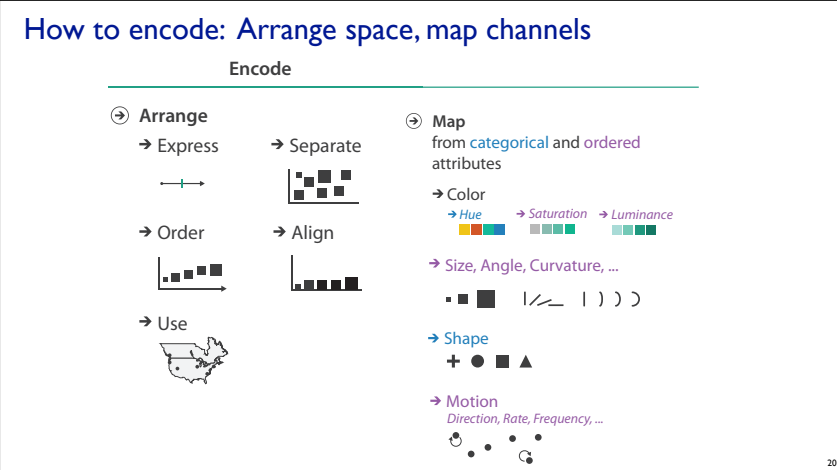 How to encode: Arrange space, map channels
Encode
Arrange
Express
Separate
Order
Align
Use
Map
from categorical and ordered
attributes
Color
Hue
Saturation
Luminance
Size, Angle, Curvature, ...
Shape
Motion
Direction, Rate, Frequency, ...
20